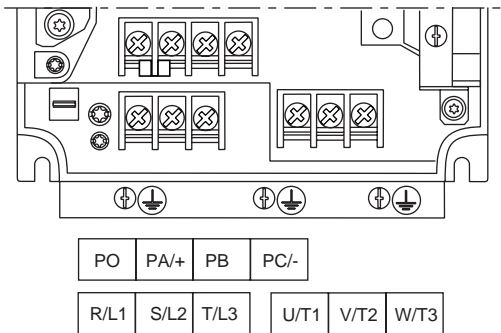 PO PA/+ PB PC/-
R/L1 S/L2 T/L3 U/T1 V/T2 W/T3